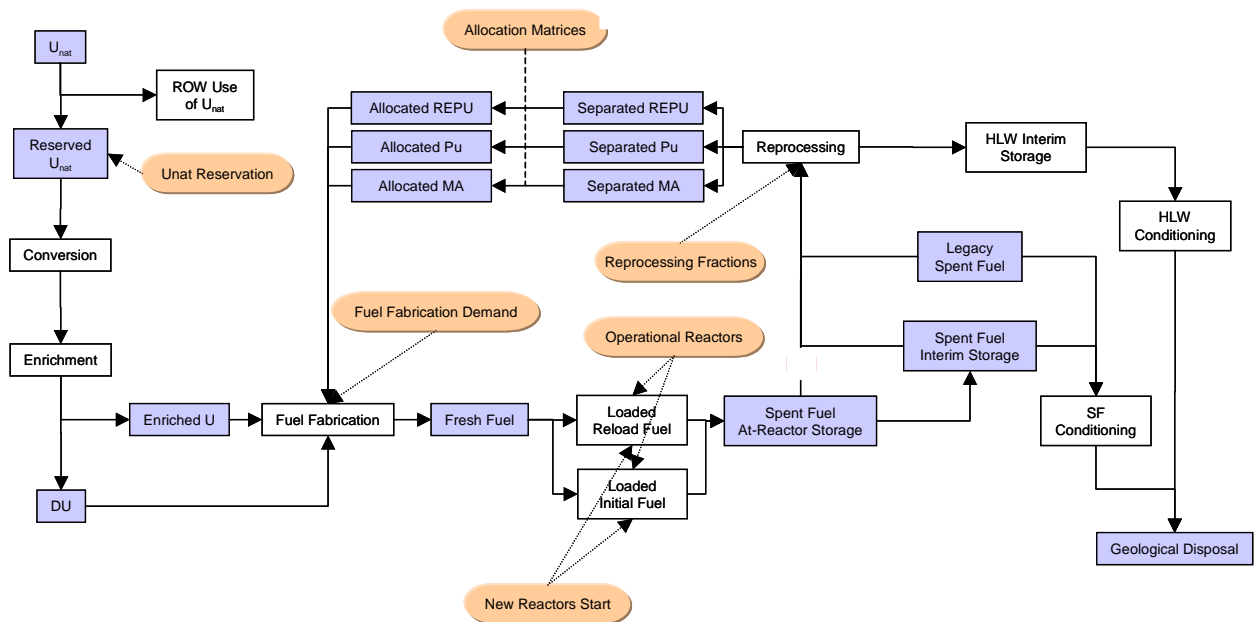 Allocation Matrices
U_nat
ROW Use
of U_nat
Allocated REPU
Separated REPU
Reserved
U_nat
Allocated Pu
Separated Pu
Reprocessing
HLW Interim
Storage
Unat Reservation
Allocated MA
Separated MA
HLW
Conditioning
Conversion
Reprocessing Fractions
Legacy
Spent Fuel
Fuel Fabrication Demand
Operational Reactors
Spent Fuel
Interim Storage
Enrichment
Enriched U
Fuel Fabrication
Fresh Fuel
Loaded
Reload Fuel
Spent Fuel
At-Reactor Storage
SF
Conditioning
Loaded
Initial Fuel
DU
Geological Disposal
New Reactors Start